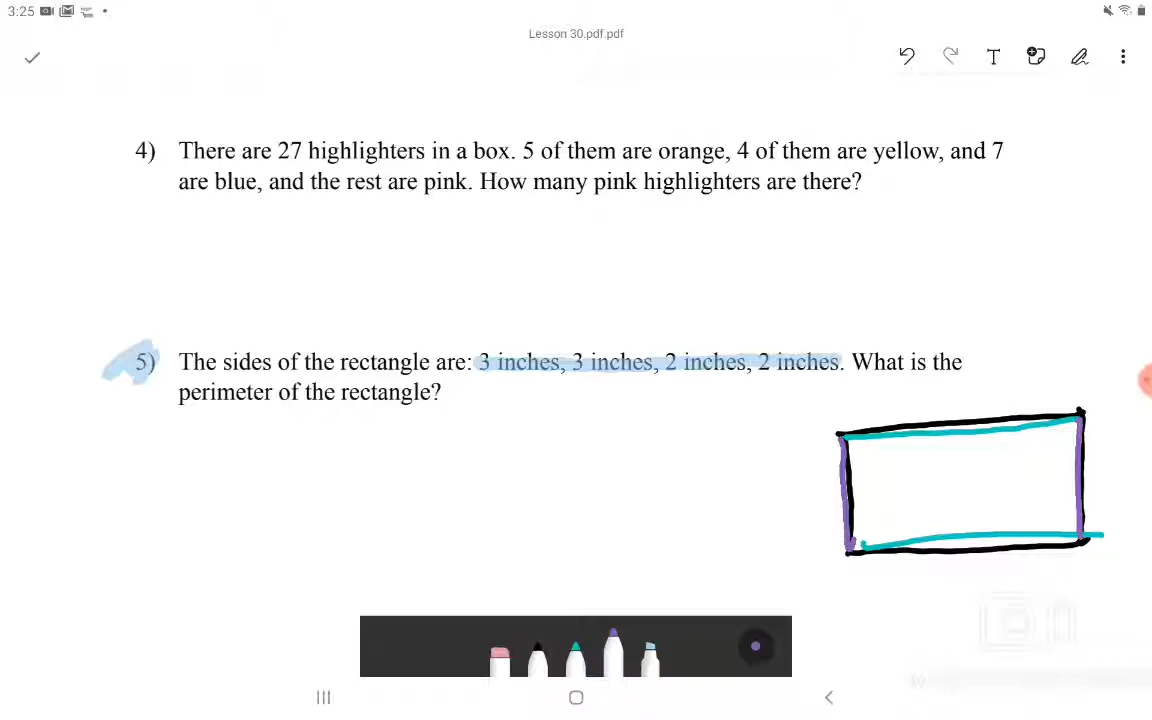 3:25
Lesson 30.pdf.pdf
4) There are 27 highlighters in a box. 5 of them are orange, 4 of them are yellow, and 7
are blue, and the rest are pink. How many pink highlighters are there?
5) The sides of the rectangle are: 3 inches, 3 inches, 2 inches, 2 inches. What is the
perimeter of the rectangle?